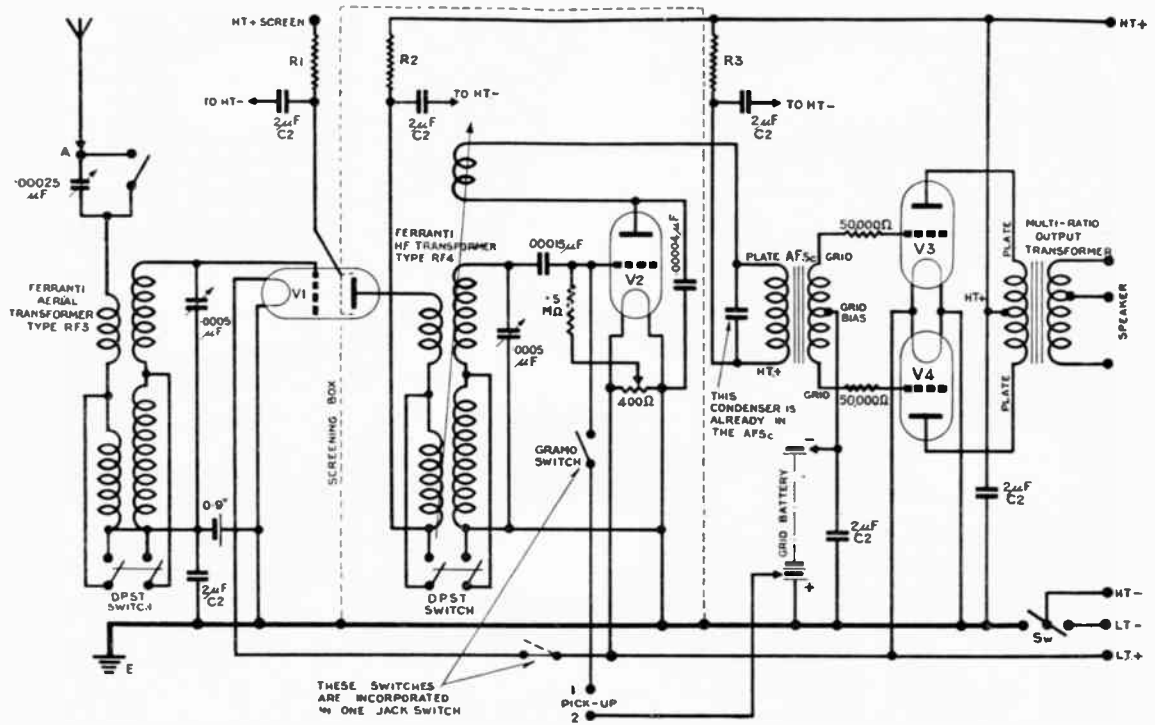 HT+ SCREEN
R1
R2
R3
HT+
TO HT-
2μF
C2
TO HT-
2μF
C2
TO HT-
2μF
C2
A
.00025
μF
FERRANTI
AERIAL
TRANSFORMER
TYPE RF3
.0005
μF
V1
SCREENING BOX
FERRANTI
HF TRANSFORMER
TYPE RF4
.00015μF
.0005
μF
.5
MΩ
V2
.00004μF
400Ω
PLATE AF5c GRID
HT+
GRID
BIAS
GRID
50,000Ω
50,000Ω
V3
V4
PLATE
PLATE
HT+
MULTI-RATIO
OUTPUT
TRANSFORMER
SPEAKER
THIS
CONDENSER IS
ALREADY IN
THE AF5c
GRAMO
SWITCH
GRID BATTERY
-
+
2μF
C2
2μF
C2
0·9"
2μF
C2
DPST
SWITCH
DPST
SWITCH
E
HT-
LT-
LT+
Sw
THESE SWITCHES
ARE INCORPORATED
IN ONE JACK SWITCH
1
PICK-UP
2